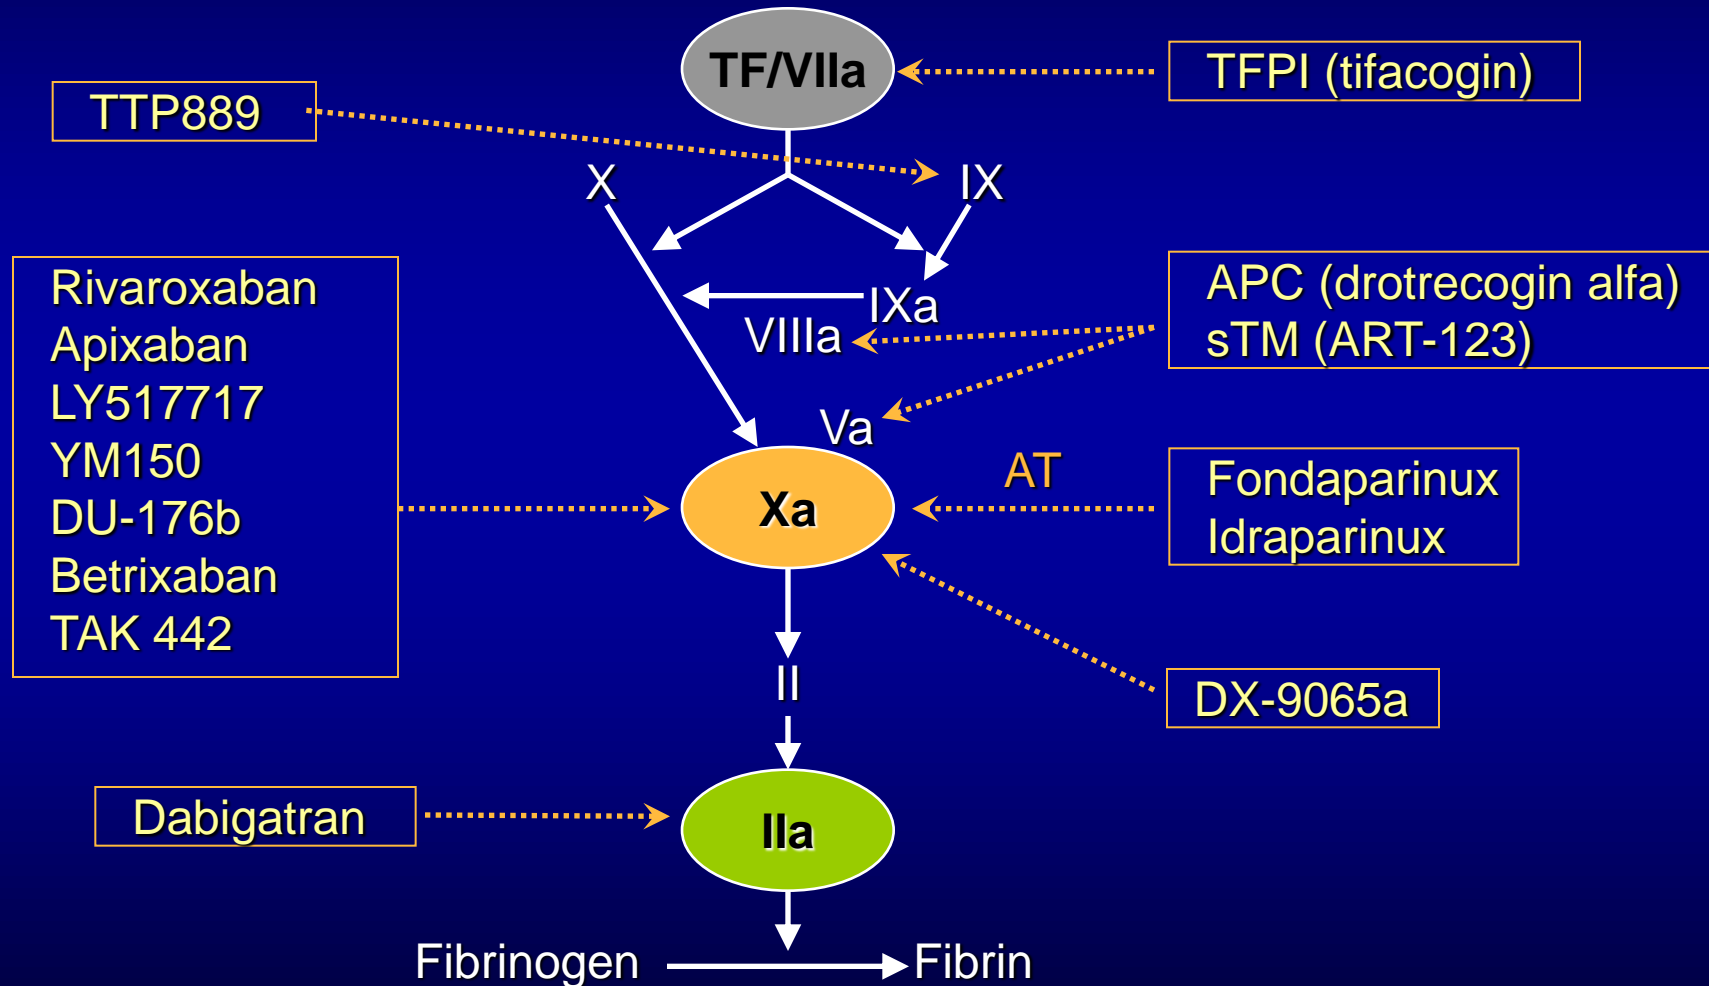 TF/VIIa
TFPI (tifacogin)
TTP889
X
IX
Rivaroxaban
Apixaban
LY517717
YM150
DU-176b
Betrixaban
TAK 442
IXa
VIIIa
APC (drotrecogin alfa)
sTM (ART-123)
Va
AT
Xa
Fondaparinux
Idraparinux
II
DX-9065a
Dabigatran
IIa
Fibrinogen
Fibrin